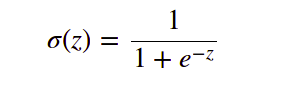 σ(z) = 1 / (1 + e^{−z})